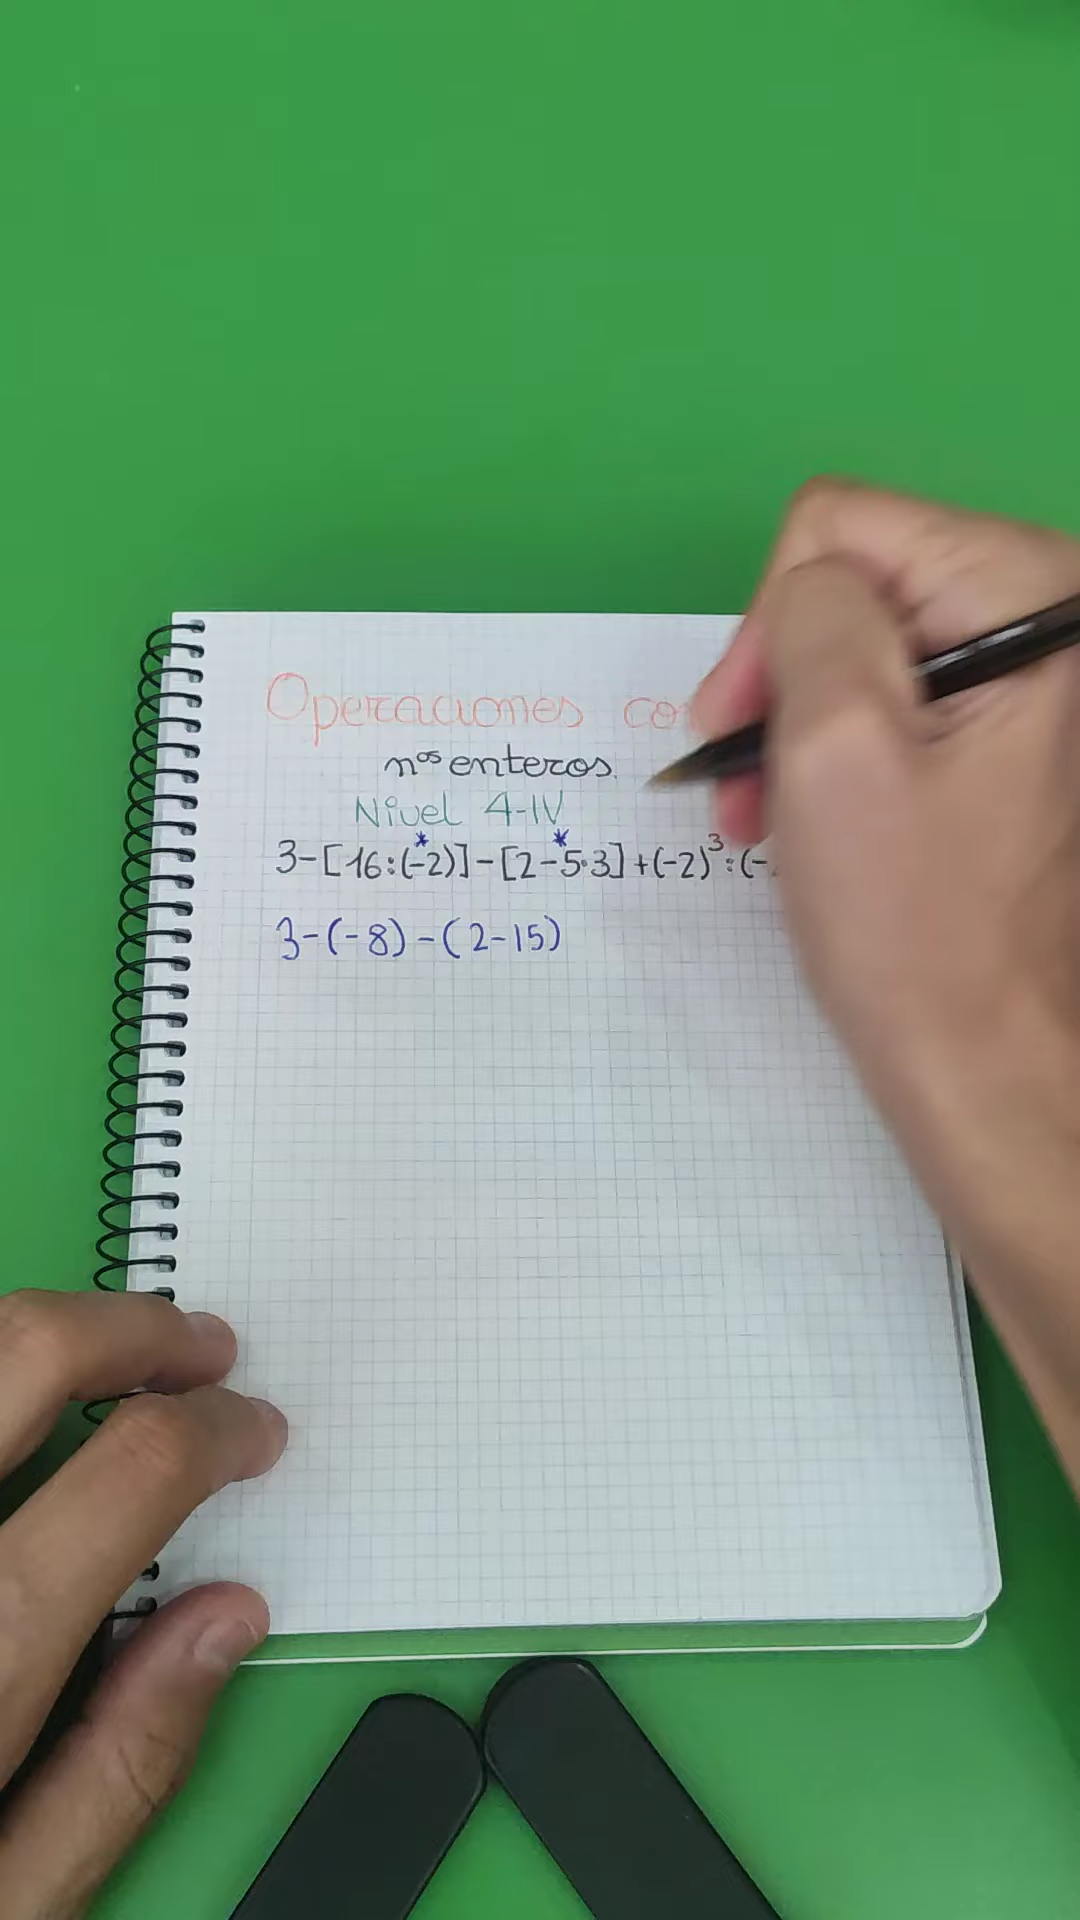 Operaciones co
nos enteros.
Nivel 4-IV
3-[16:(-2)]-[2-5·3]+(-2)³:(-
3-(-8)-(2-15)